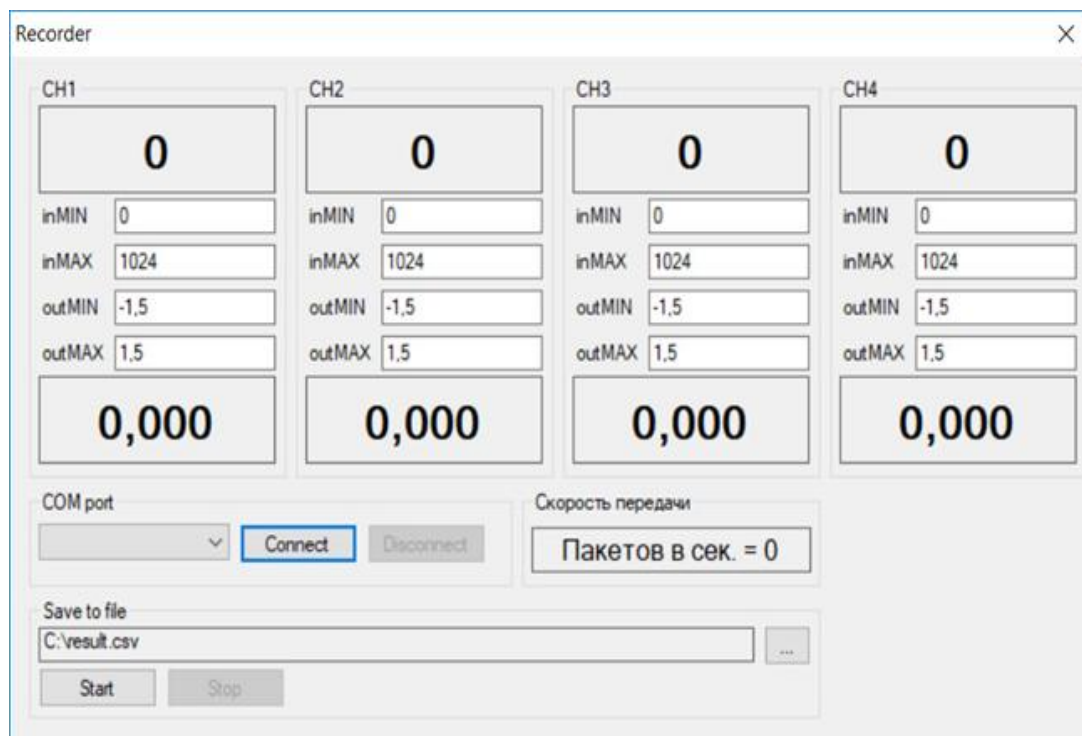 Recorder
CH1 CH2 CH3 CH4
0 0 0 0
inMIN 0 inMIN 0 inMIN 0 inMIN 0
inMAX 1024 inMAX 1024 inMAX 1024 inMAX 1024
outMIN -1,5 outMIN -1,5 outMIN -1,5 outMIN -1,5
outMAX 1,5 outMAX 1,5 outMAX 1,5 outMAX 1,5
0,000 0,000 0,000 0,000
COM port Скорость передачи
Connect Disconnect Пакетов в сек. = 0
Save to file
C:\result.csv ...
Start Stop